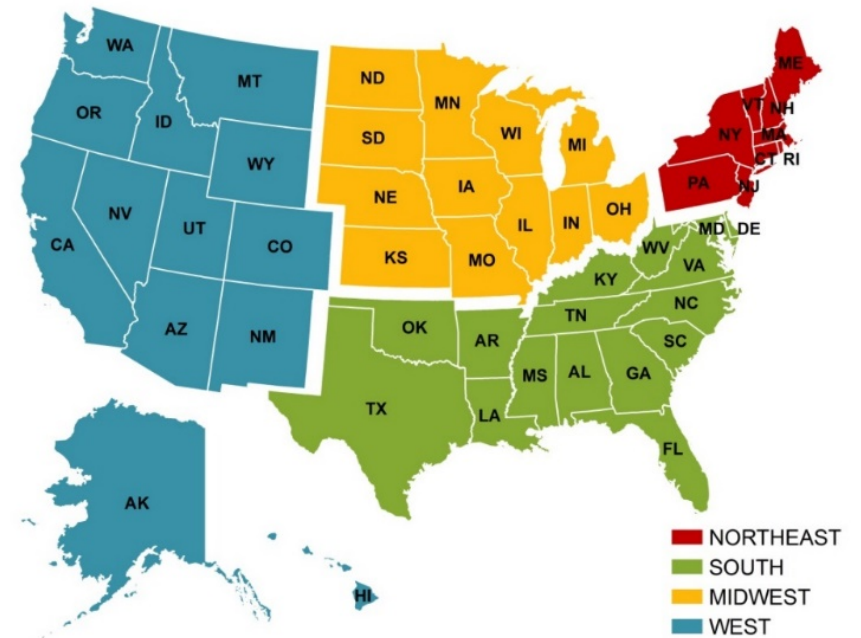 WA
MT
ND
MN
ME
OR
ID
SD
WI
MI
VT
NH
NY
MA
WY
CT
RI
NE
IA
PA
NJ
NV
UT
CO
IL
IN
OH
CA
KS
MO
WV
MD
DE
VA
KY
AZ
NM
OK
AR
TN
NC
SC
TX
MS
AL
GA
LA
FL
AK
HI
NORTHEAST
SOUTH
MIDWEST
WEST